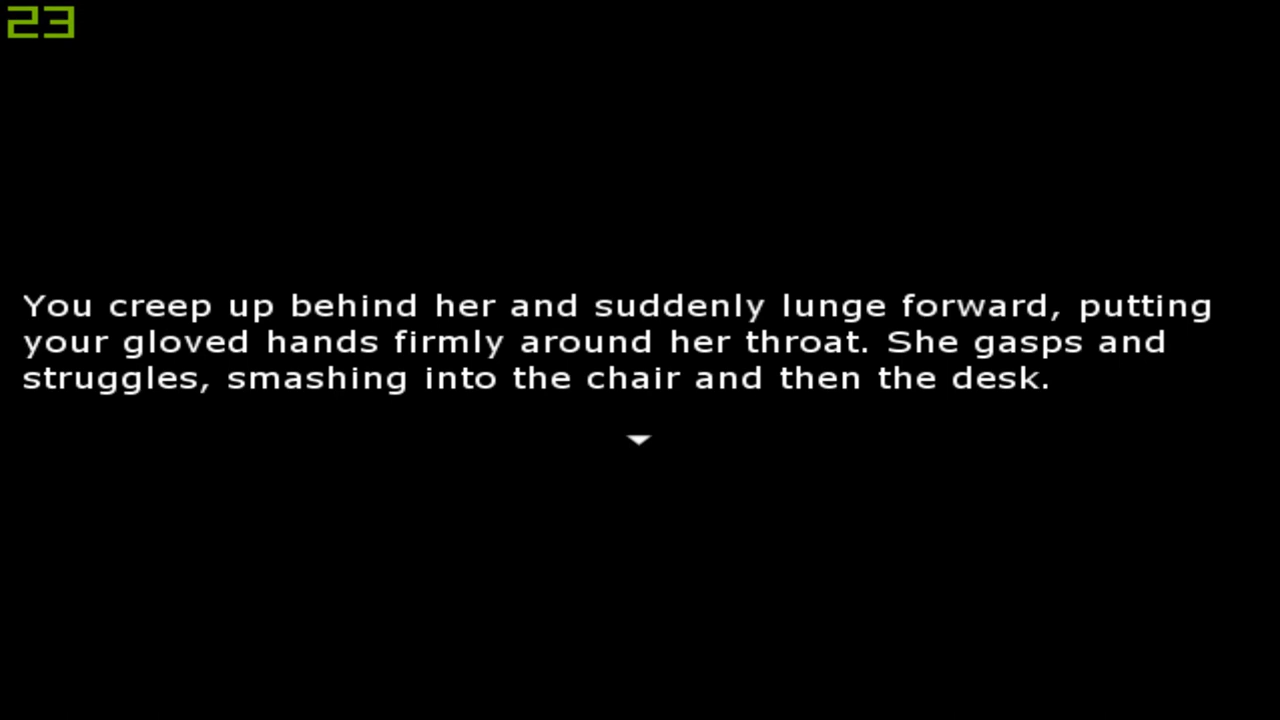 23
You creep up behind her and suddenly lunge forward, putting
your gloved hands firmly around her throat. She gasps and
struggles, smashing into the chair and then the desk.